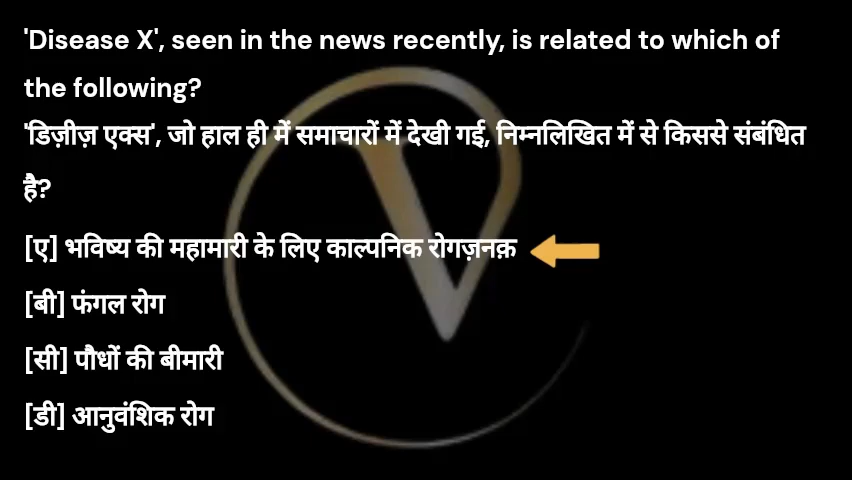 'Disease X', seen in the news recently, is related to which of
the following?
'डिज़ीज़ एक्स', जो हाल ही में समाचारों में देखी गई, निम्नलिखित में से किससे संबंधित
है?
[ए] भविष्य की महामारी के लिए काल्पनिक रोगज़नक़
[बी] फंगल रोग
[सी] पौधों की बीमारी
[डी] आनुवंशिक रोग